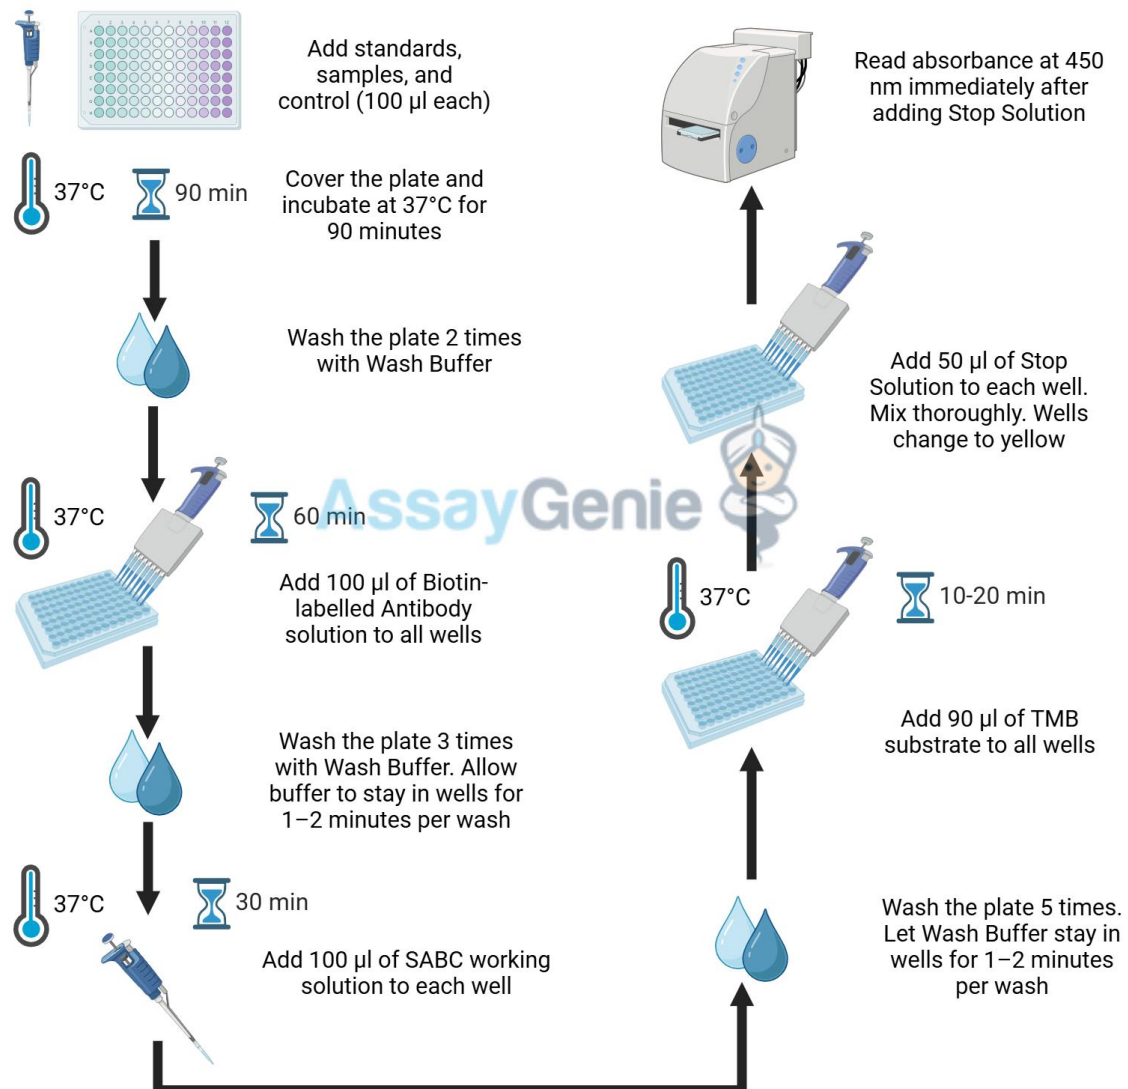 Add standards,
samples, and
control (100 µl each)
37°C
90 min
Cover the plate and
incubate at 37°C for
90 minutes
Wash the plate 2 times
with Wash Buffer
37°C
60 min
Add 100 µl of Biotin-
labelled Antibody
solution to all wells
Wash the plate 3 times
with Wash Buffer. Allow
buffer to stay in wells for
1–2 minutes per wash
37°C
30 min
Add 100 µl of SABC working
solution to each well
Wash the plate 5 times.
Let Wash Buffer stay in
wells for 1–2 minutes
per wash
37°C
10-20 min
Add 90 µl of TMB
substrate to all wells
Add 50 µl of Stop
Solution to each well.
Mix thoroughly. Wells
change to yellow
Read absorbance at 450
nm immediately after
adding Stop Solution
AssayGenie